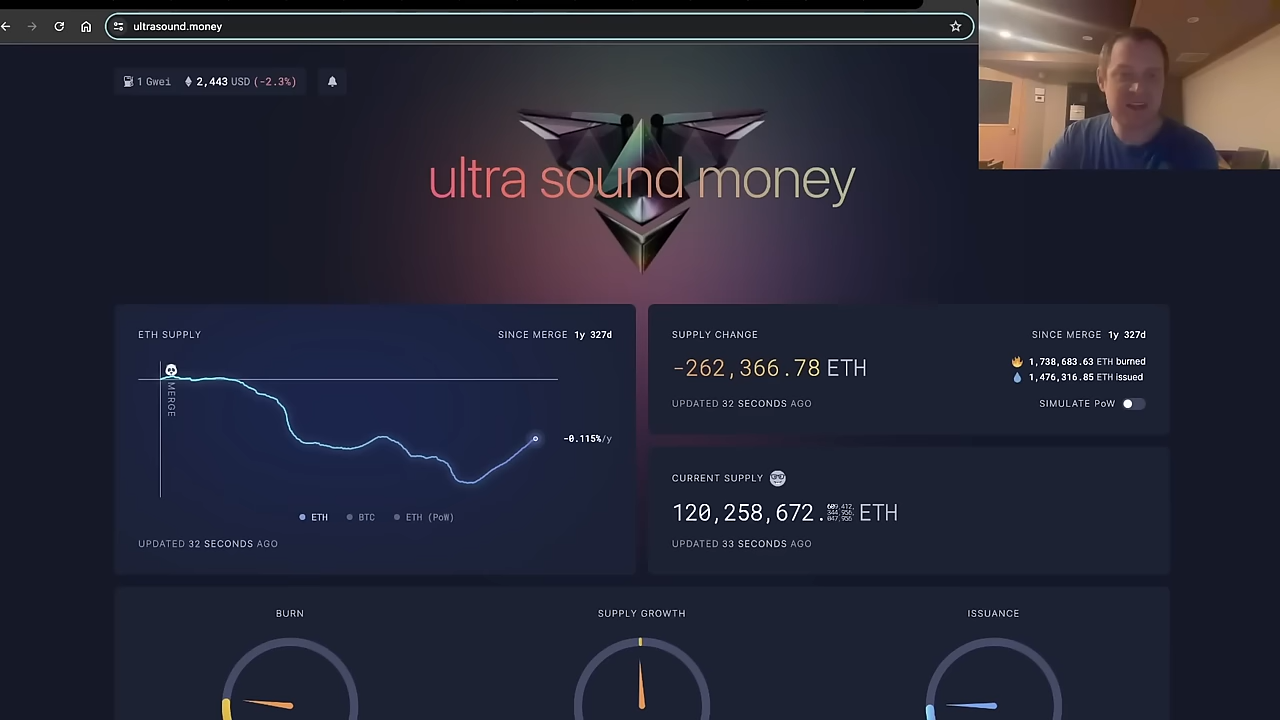 ultrasound.money
1 Gwei 2,443 USD (-2.3%)
ultra sound money
ETH SUPPLY
SINCE MERGE 1y 327d
MERGE
-0.115%/y
ETH BTC ETH (PoW)
UPDATED 32 SECONDS AGO
SUPPLY CHANGE
SINCE MERGE 1y 327d
-262,366.78 ETH
1,738,683.63 ETH burned
1,476,316.85 ETH issued
UPDATED 32 SECONDS AGO
SIMULATE PoW
CURRENT SUPPLY
120,258,672. ETH
UPDATED 33 SECONDS AGO
BURN
SUPPLY GROWTH
ISSUANCE